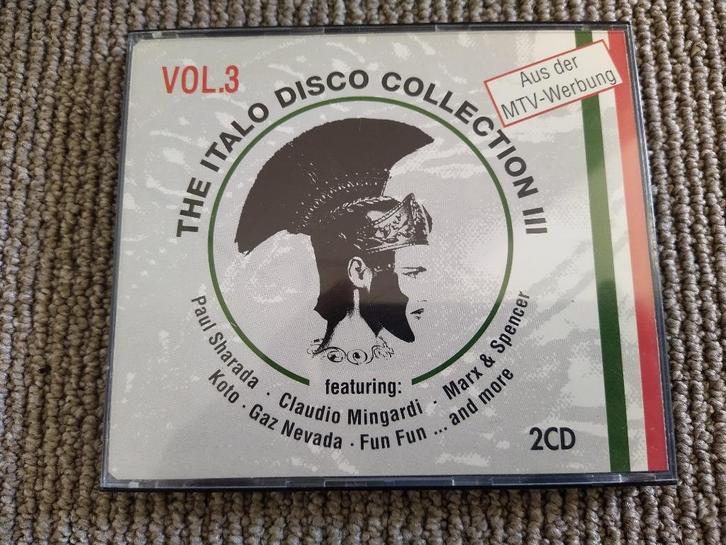 VOL.3
Aus der
MTV-Werbung
THE ITALO DISCO COLLECTION III
featuring:
Paul Sharada · Claudio Mingardi · Marx & Spencer
Koto · Gaz Nevada · Fun Fun ... and more
2CD